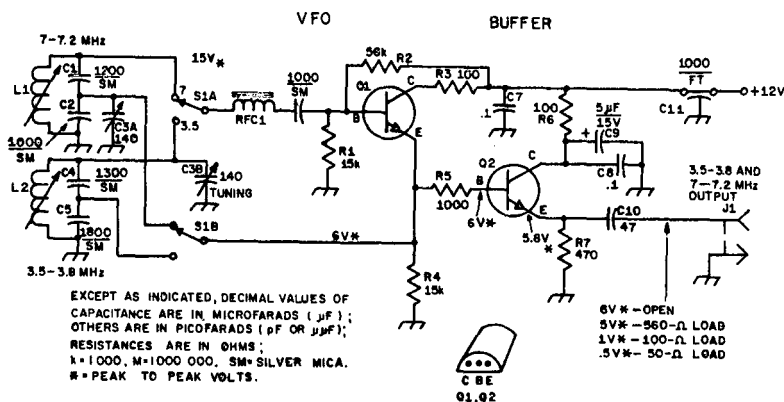 VFO
BUFFER
7-7.2 MHz
15V*
56k
R2
R3 100
1000
FT
+12V
C11
L1
C1
1200
SM
C2
1600
SM
C3A
140
7
S1A
3.5
RFC1
1000
SM
Q1
C
B
E
R1
15k
C7
.1
100
R6
5µF
15V
+
C9
C8
.1
L2
C4
1300
SM
C5
1800
SM
C3B
140
TUNING
R5
1000
Q2
C
B
E
6V*
5.8V
*
C10
47
3.5-3.8 AND
7-7.2 MHz
OUTPUT
J1
S1B
6V*
R7
470
R4
15k
3.5-3.8 MHz
EXCEPT AS INDICATED, DECIMAL VALUES OF
CAPACITANCE ARE IN MICROFARADS (µF);
OTHERS ARE IN PICOFARADS (pF OR µµF);
RESISTANCES ARE IN OHMS;
k=1000, M=1000 000, SM=SILVER MICA.
*=PEAK TO PEAK VOLTS.
C B E
Q1,Q2
6V*-OPEN
5V*-560-Ω LOAD
1V*-100-Ω LOAD
.5V*-50-Ω LOAD